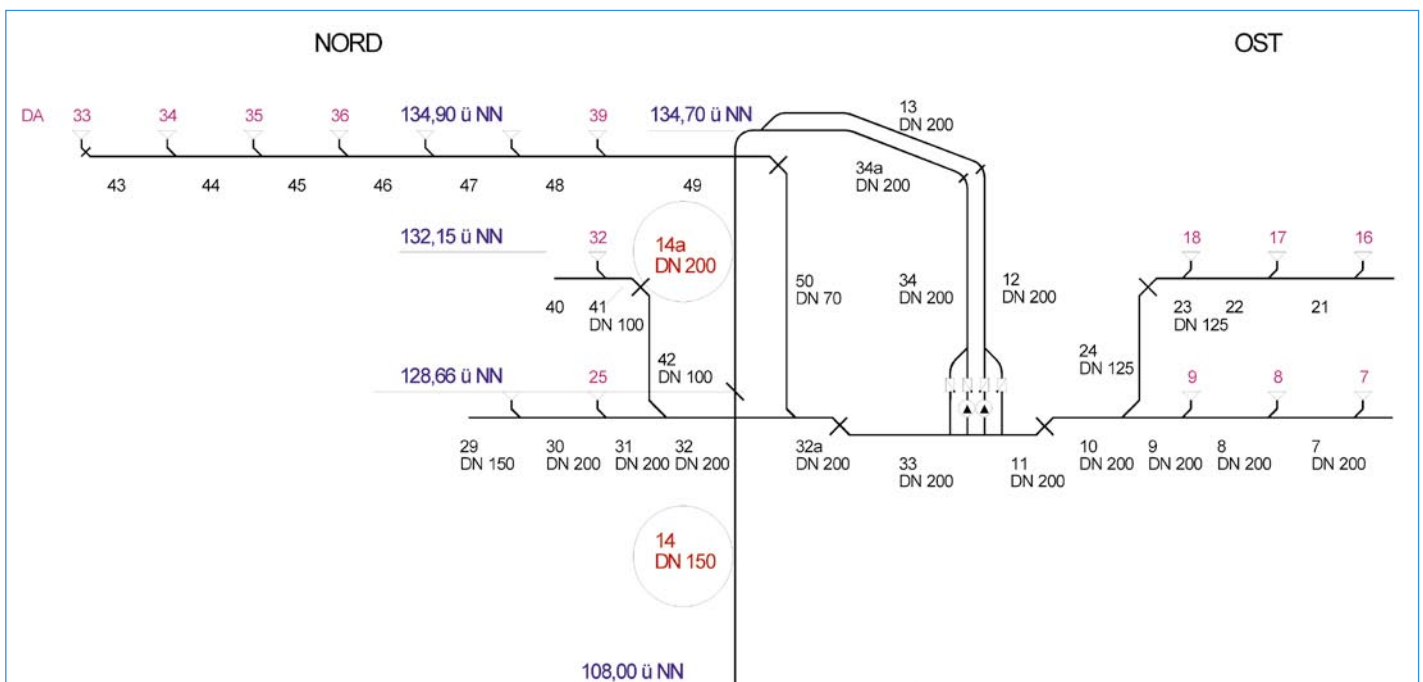 NORD
OST
DA
33
34
35
36
134,90 ü NN
39
134,70 ü NN
13
DN 200
43
44
45
46
47
48
49
34a
DN 200
132,15 ü NN
32
14a
DN 200
18
17
16
40
41
DN 100
50
DN 70
34
DN 200
12
DN 200
23
DN 125
22
21
42
DN 100
24
DN 125
128,66 ü NN
25
9
8
7
29
DN 150
30
DN 200
31
DN 200
32
DN 200
32a
DN 200
33
DN 200
11
DN 200
10
DN 200
9
DN 200
8
DN 200
7
DN 200
14
DN 150
108,00 ü NN